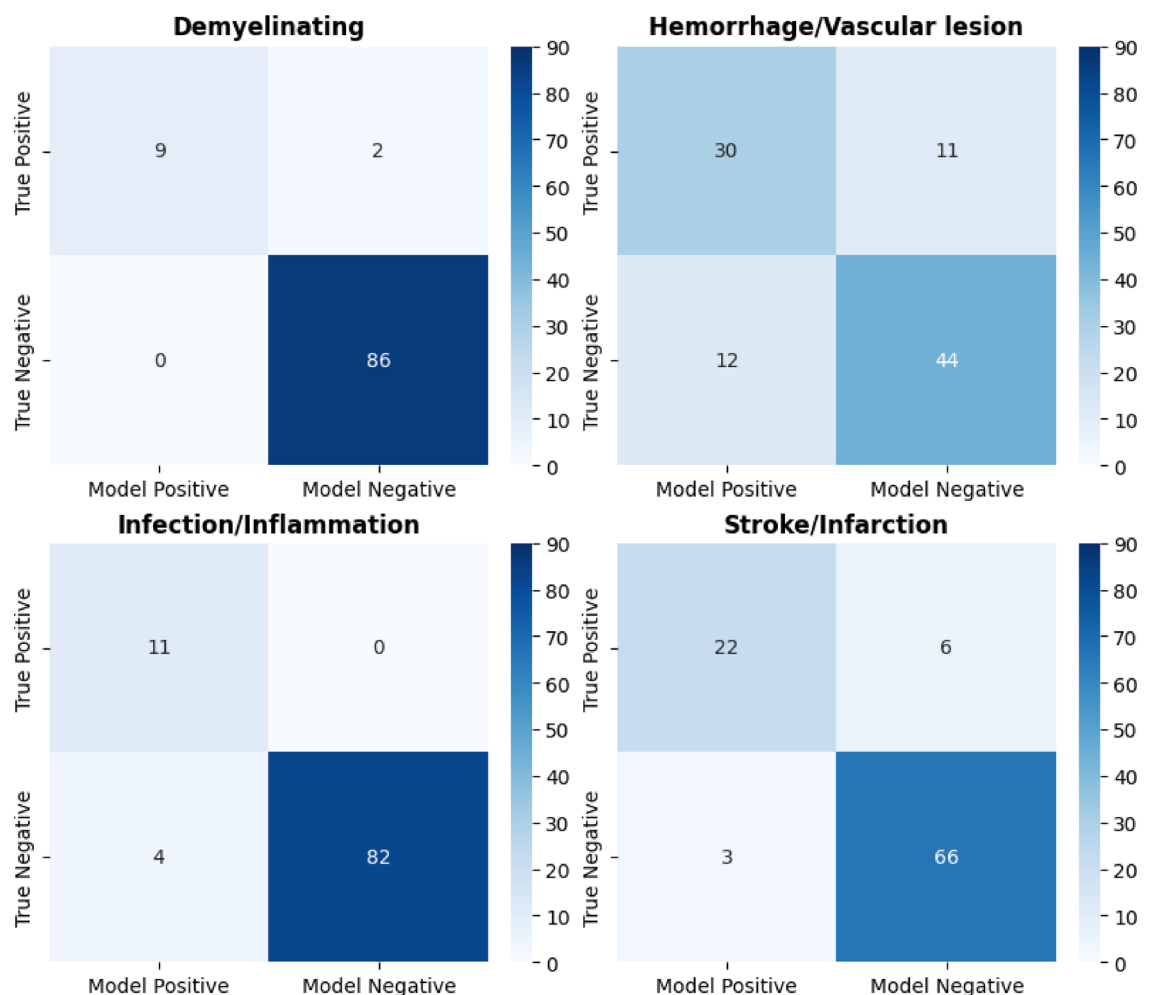 Demyelinating
True Positive
True Negative
9
2
0
86
Model Positive
Model Negative
90
80
70
60
50
40
30
20
10
0
Hemorrhage/Vascular lesion
True Positive
True Negative
30
11
12
44
Model Positive
Model Negative
90
80
70
60
50
40
30
20
10
0
Infection/Inflammation
True Positive
True Negative
11
0
4
82
Model Positive
Model Negative
90
80
70
60
50
40
30
20
10
0
Stroke/Infarction
True Positive
True Negative
22
6
3
66
Model Positive
Model Negative
90
80
70
60
50
40
30
20
10
0